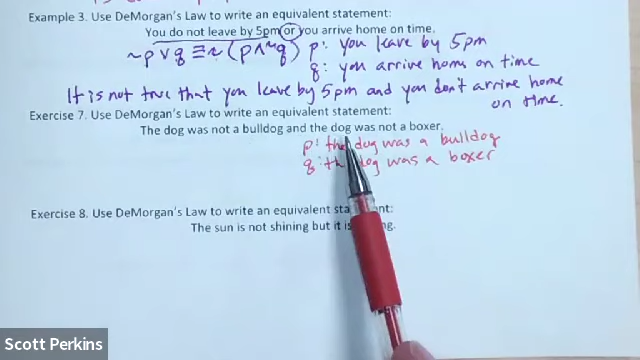 Example 3. Use DeMorgan's Law to write an equivalent statement:
You do not leave by 5pm or you arrive home on time.
~p ∨ q ≡ ~(p ∧ ~q) p: you leave by 5pm
q: you arrive home on time
It is not true that you leave by 5pm and you don't arrive home
on time.
Exercise 7. Use DeMorgan's Law to write an equivalent statement:
The dog was not a bulldog and the dog was not a boxer.
p: the dog was a bulldog
q: th dog was a boxer
Exercise 8. Use DeMorgan's Law to write an equivalent sta ent:
The sun is not shining but it is g.
Scott Perkins